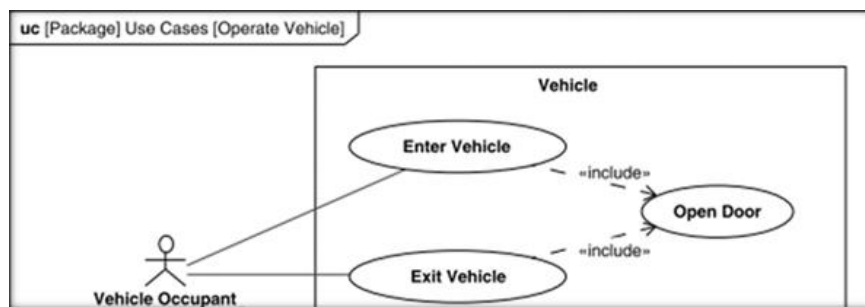 uc [Package] Use Cases [Operate Vehicle]
Vehicle
Enter Vehicle
«include»
Open Door
«include»
Exit Vehicle
Vehicle Occupant